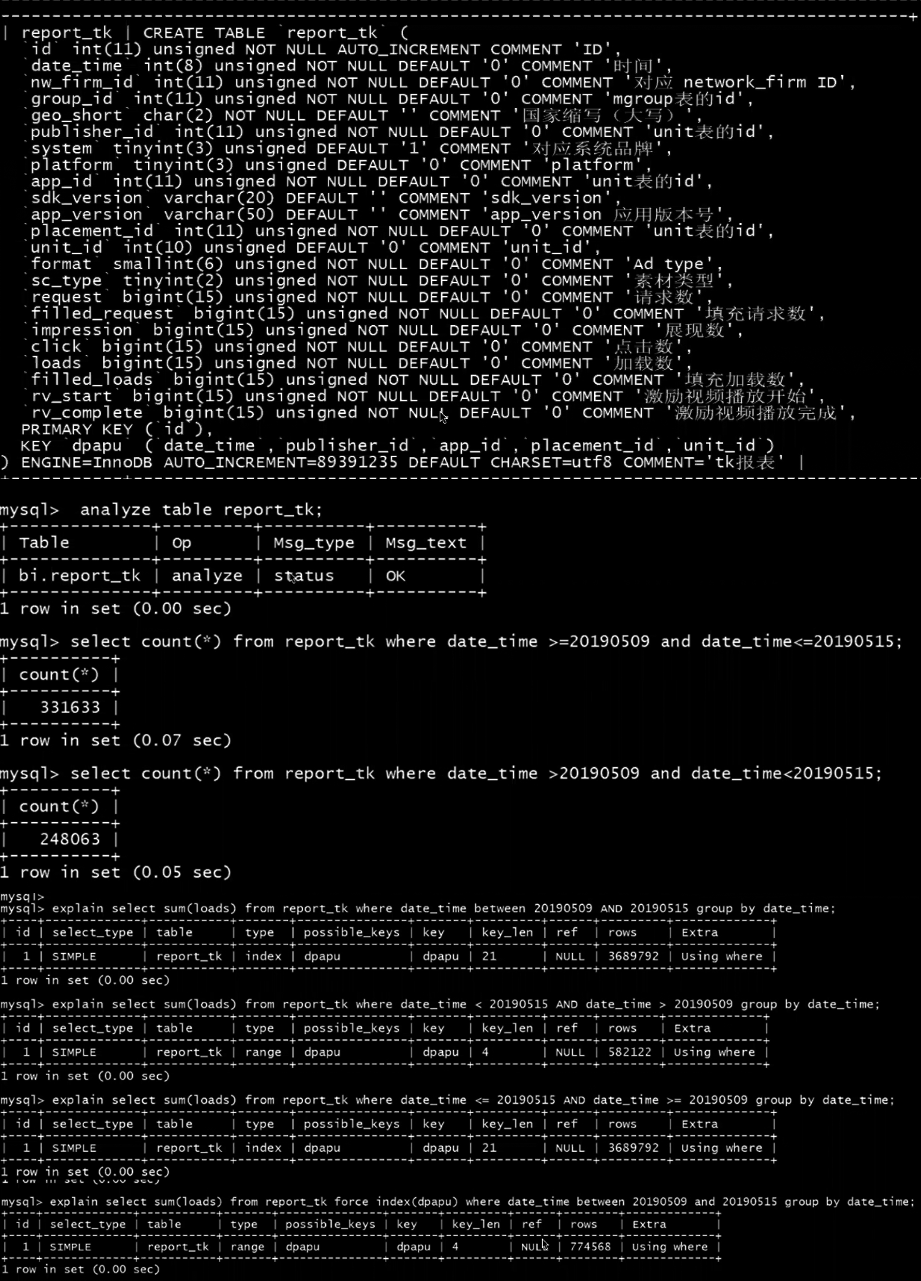 +
| report_tk | CREATE TABLE `report_tk` (
`id` int(11) unsigned NOT NULL AUTO_INCREMENT COMMENT 'ID',
`date_time` int(8) unsigned NOT NULL DEFAULT '0' COMMENT '时间',
`nw_firm_id` int(11) unsigned NOT NULL DEFAULT '0' COMMENT '对应 network_firm ID',
`group_id` int(11) unsigned NOT NULL DEFAULT '0' COMMENT 'mgroup表的id',
`geo_short` char(2) NOT NULL DEFAULT '' COMMENT '国家缩写（大写）',
`publisher_id` int(11) unsigned NOT NULL DEFAULT '0' COMMENT 'unit表的id',
`system` tinyint(3) unsigned DEFAULT '1' COMMENT '对应系统品牌',
`platform` tinyint(3) unsigned DEFAULT '0' COMMENT 'platform',
`app_id` int(11) unsigned NOT NULL DEFAULT '0' COMMENT 'unit表的id',
`sdk_version` varchar(20) DEFAULT '' COMMENT 'sdk_version',
`app_version` varchar(50) DEFAULT '' COMMENT 'app_version 应用版本号',
`placement_id` int(11) unsigned NOT NULL DEFAULT '0' COMMENT 'unit表的id',
`unit_id` int(10) unsigned DEFAULT '0' COMMENT 'unit_id',
`format` smallint(6) unsigned NOT NULL DEFAULT '0' COMMENT 'Ad type',
`sc_type` tinyint(2) unsigned NOT NULL DEFAULT '0' COMMENT '素材类型',
`request` bigint(15) unsigned NOT NULL DEFAULT '0' COMMENT '请求数',
`filled_request` bigint(15) unsigned NOT NULL DEFAULT '0' COMMENT '填充请求数',
`impression` bigint(15) unsigned NOT NULL DEFAULT '0' COMMENT '展现数',
`click` bigint(15) unsigned NOT NULL DEFAULT '0' COMMENT '点击数',
`loads` bigint(15) unsigned NOT NULL DEFAULT '0' COMMENT '加载数',
`filled_loads` bigint(15) unsigned NOT NULL DEFAULT '0' COMMENT '填充加载数',
`rv_start` bigint(15) unsigned NOT NULL DEFAULT '0' COMMENT '激励视频播放开始',
`rv_complete` bigint(15) unsigned NOT NULL DEFAULT '0' COMMENT '激励视频播放完成',
PRIMARY KEY (`id`),
KEY `dpapu` (`date_time`,`publisher_id`,`app_id`,`placement_id`,`unit_id`)
) ENGINE=InnoDB AUTO_INCREMENT=89391235 DEFAULT CHARSET=utf8 COMMENT='tk报表' |
mysql> analyze table report_tk;
| Table | Op | Msg_type | Msg_text |
| bi.report_tk | analyze | status | OK |
1 row in set (0.00 sec)
mysql> select count(*) from report_tk where date_time >=20190509 and date_time<=20190515;
| count(*) |
| 331633 |
1 row in set (0.07 sec)
mysql> select count(*) from report_tk where date_time >20190509 and date_time<20190515;
| count(*) |
| 248063 |
1 row in set (0.05 sec)
mysql>
mysql> explain select sum(loads) from report_tk where date_time between 20190509 AND 20190515 group by date_time;
| id | select_type | table | type | possible_keys | key | key_len | ref | rows | Extra |
| 1 | SIMPLE | report_tk | index | dpapu | dpapu | 21 | NULL | 3689792 | Using where |
1 row in set (0.00 sec)
mysql> explain select sum(loads) from report_tk where date_time < 20190515 AND date_time > 20190509 group by date_time;
| id | select_type | table | type | possible_keys | key | key_len | ref | rows | Extra |
| 1 | SIMPLE | report_tk | range | dpapu | dpapu | 4 | NULL | 582122 | Using where |
1 row in set (0.00 sec)
mysql> explain select sum(loads) from report_tk where date_time <= 20190515 AND date_time >= 20190509 group by date_time;
| id | select_type | table | type | possible_keys | key | key_len | ref | rows | Extra |
| 1 | SIMPLE | report_tk | index | dpapu | dpapu | 21 | NULL | 3689792 | Using where |
1 row in set (0.00 sec)
mysql> explain select sum(loads) from report_tk force index(dpapu) where date_time between 20190509 and 20190515 group by date_time;
| id | select_type | table | type | possible_keys | key | key_len | ref | rows | Extra |
| 1 | SIMPLE | report_tk | range | dpapu | dpapu | 4 | NULL | 774568 | Using where |
1 row in set (0.00 sec)